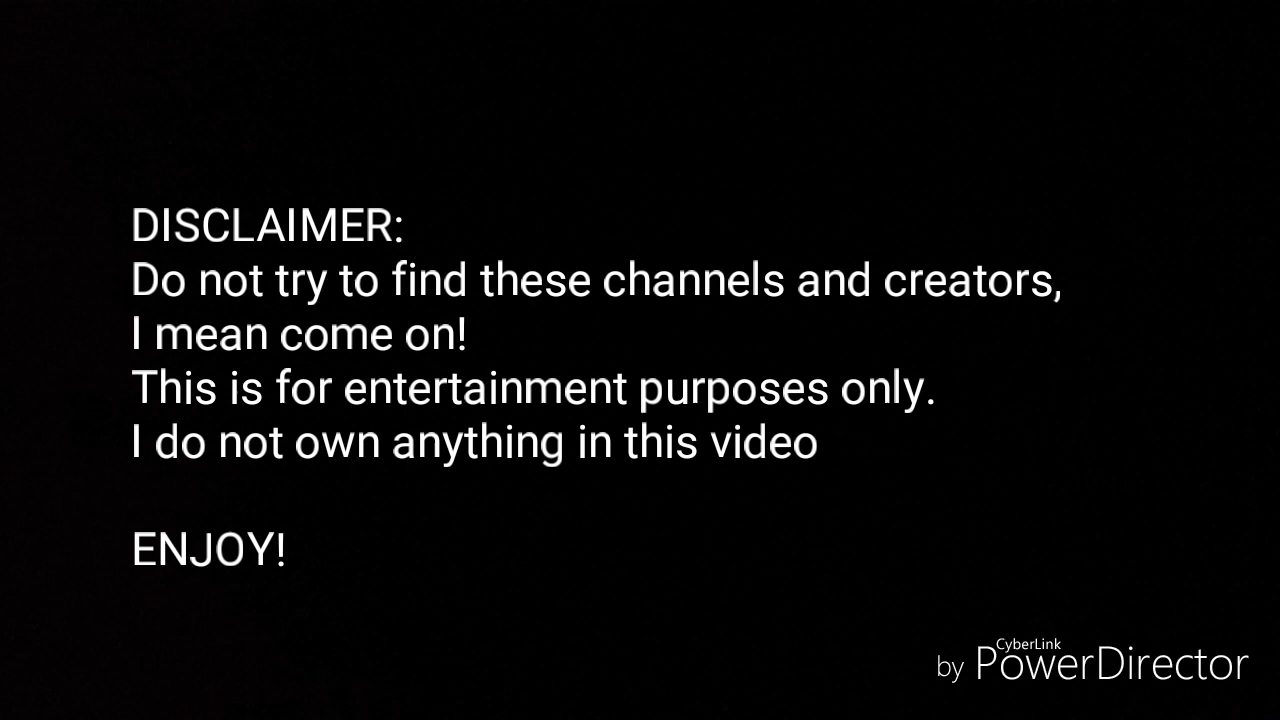 DISCLAIMER:
Do not try to find these channels and creators,
I mean come on!
This is for entertainment purposes only.
I do not own anything in this video
ENJOY!
by CyberLink PowerDirector